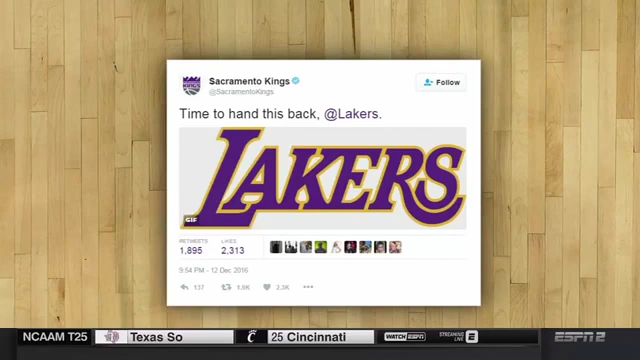 Sacramento Kings
@SacramentoKings
Follow
Time to hand this back, @Lakers.
LAKERS
GIF
RETWEETS LIKES
1,895 2,313
9:54 PM - 12 Dec 2016
137 1.9K 2.3K •••
NCAAM T25 Texas So 25 Cincinnati WATCH ESPN STREAMING LIVE ESPN 2